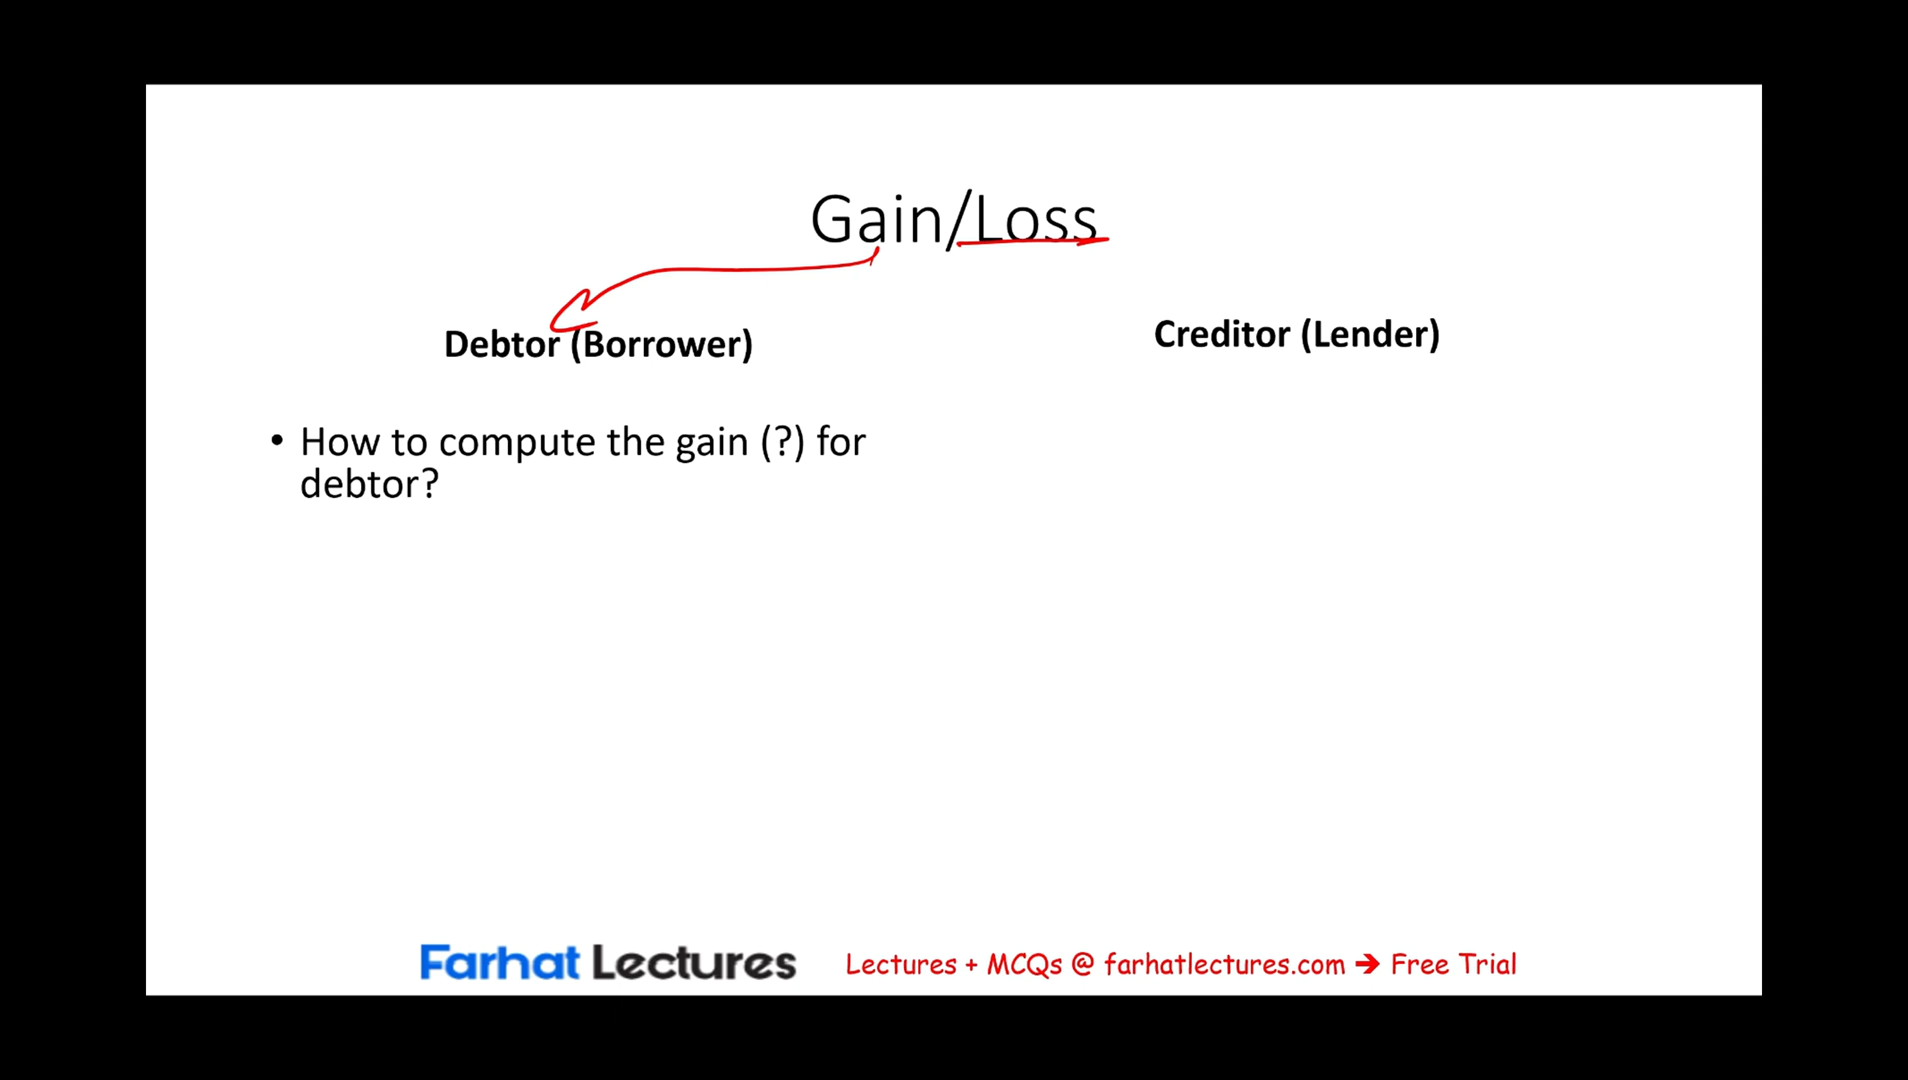 Gain/Loss
Debtor (Borrower)
Creditor (Lender)
• How to compute the gain (?) for
debtor?
Farhat Lectures
Lectures + MCQs @ farhatlectures.com ➔ Free Trial